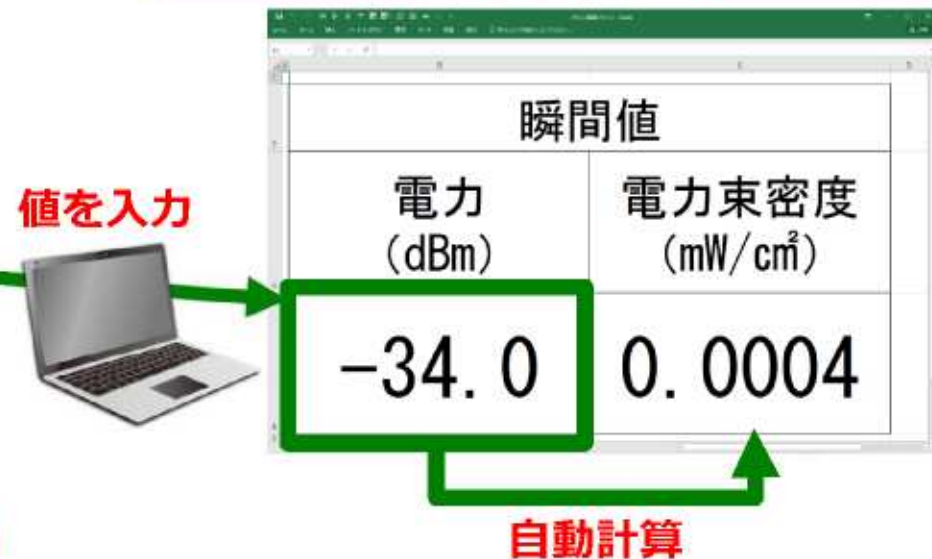 瞬間値
値を入力
電力
(dBm)
電力束密度
(mW/c㎡)
-34.0
0.0004
自動計算